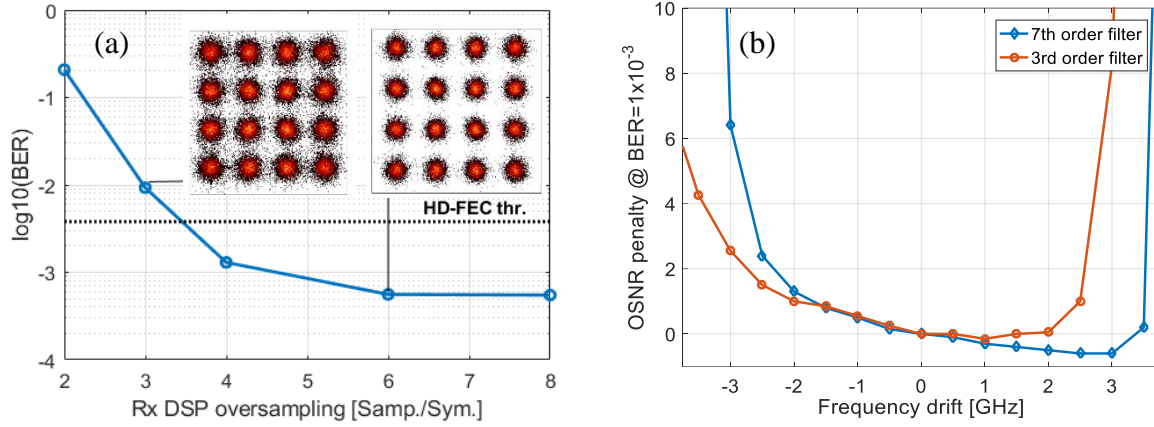 (a)
0
-1
-2
-3
-4
log10(BER)
HD-FEC thr.
2 3 4 5 6 7 8
Rx DSP oversampling [Samp./Sym.]
(b)
7th order filter
3rd order filter
10
8
6
4
2
0
OSNR penalty @ BER=1x10-3
-3 -2 -1 0 1 2 3
Frequency drift [GHz]